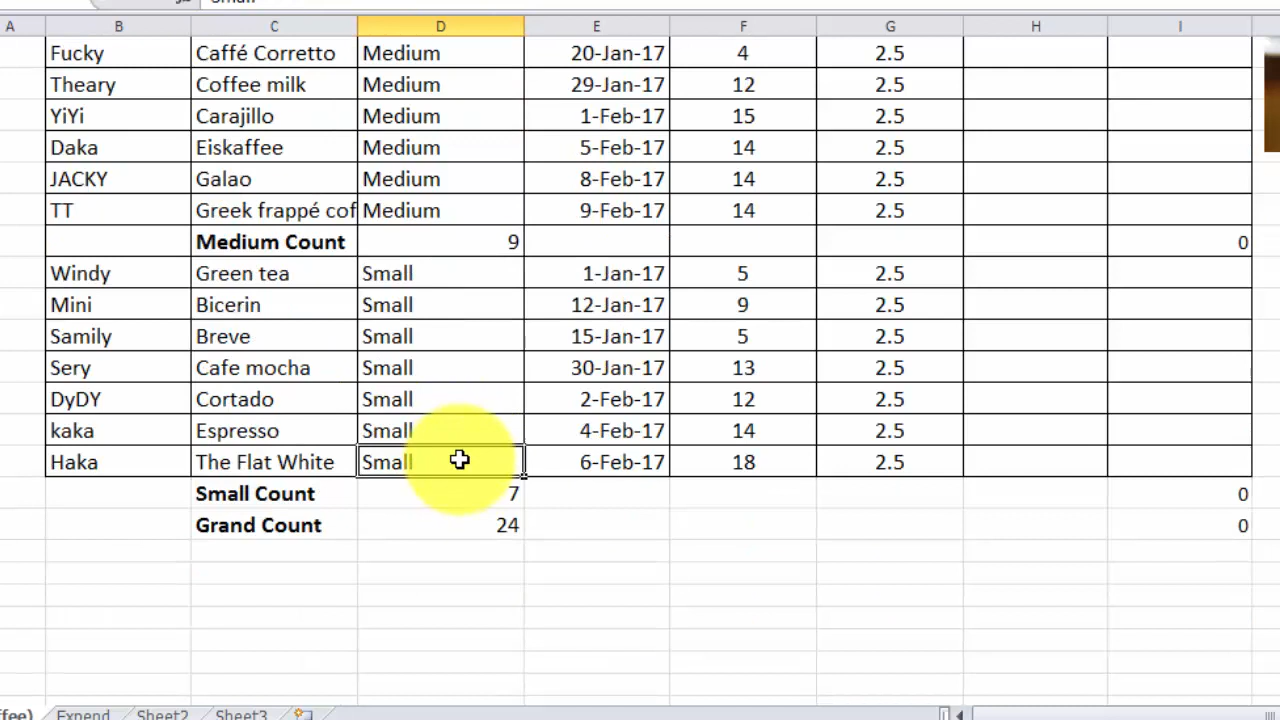 Small
A B C D E F G H I
Fucky Caffé Corretto Medium 20-Jan-17 4 2.5
Theary Coffee milk Medium 29-Jan-17 12 2.5
YiYi Carajillo Medium 1-Feb-17 15 2.5
Daka Eiskaffee Medium 5-Feb-17 14 2.5
JACKY Galao Medium 8-Feb-17 14 2.5
TT Greek frappé cof Medium 9-Feb-17 14 2.5
Medium Count 9 0
Windy Green tea Small 1-Jan-17 5 2.5
Mini Bicerin Small 12-Jan-17 9 2.5
Samily Breve Small 15-Jan-17 5 2.5
Sery Cafe mocha Small 30-Jan-17 13 2.5
DyDY Cortado Small 2-Feb-17 12 2.5
kaka Espresso Small 4-Feb-17 14 2.5
Haka The Flat White Small 6-Feb-17 18 2.5
Small Count 7 0
Grand Count 24 0
ffee) Expend Sheet2 Sheet3